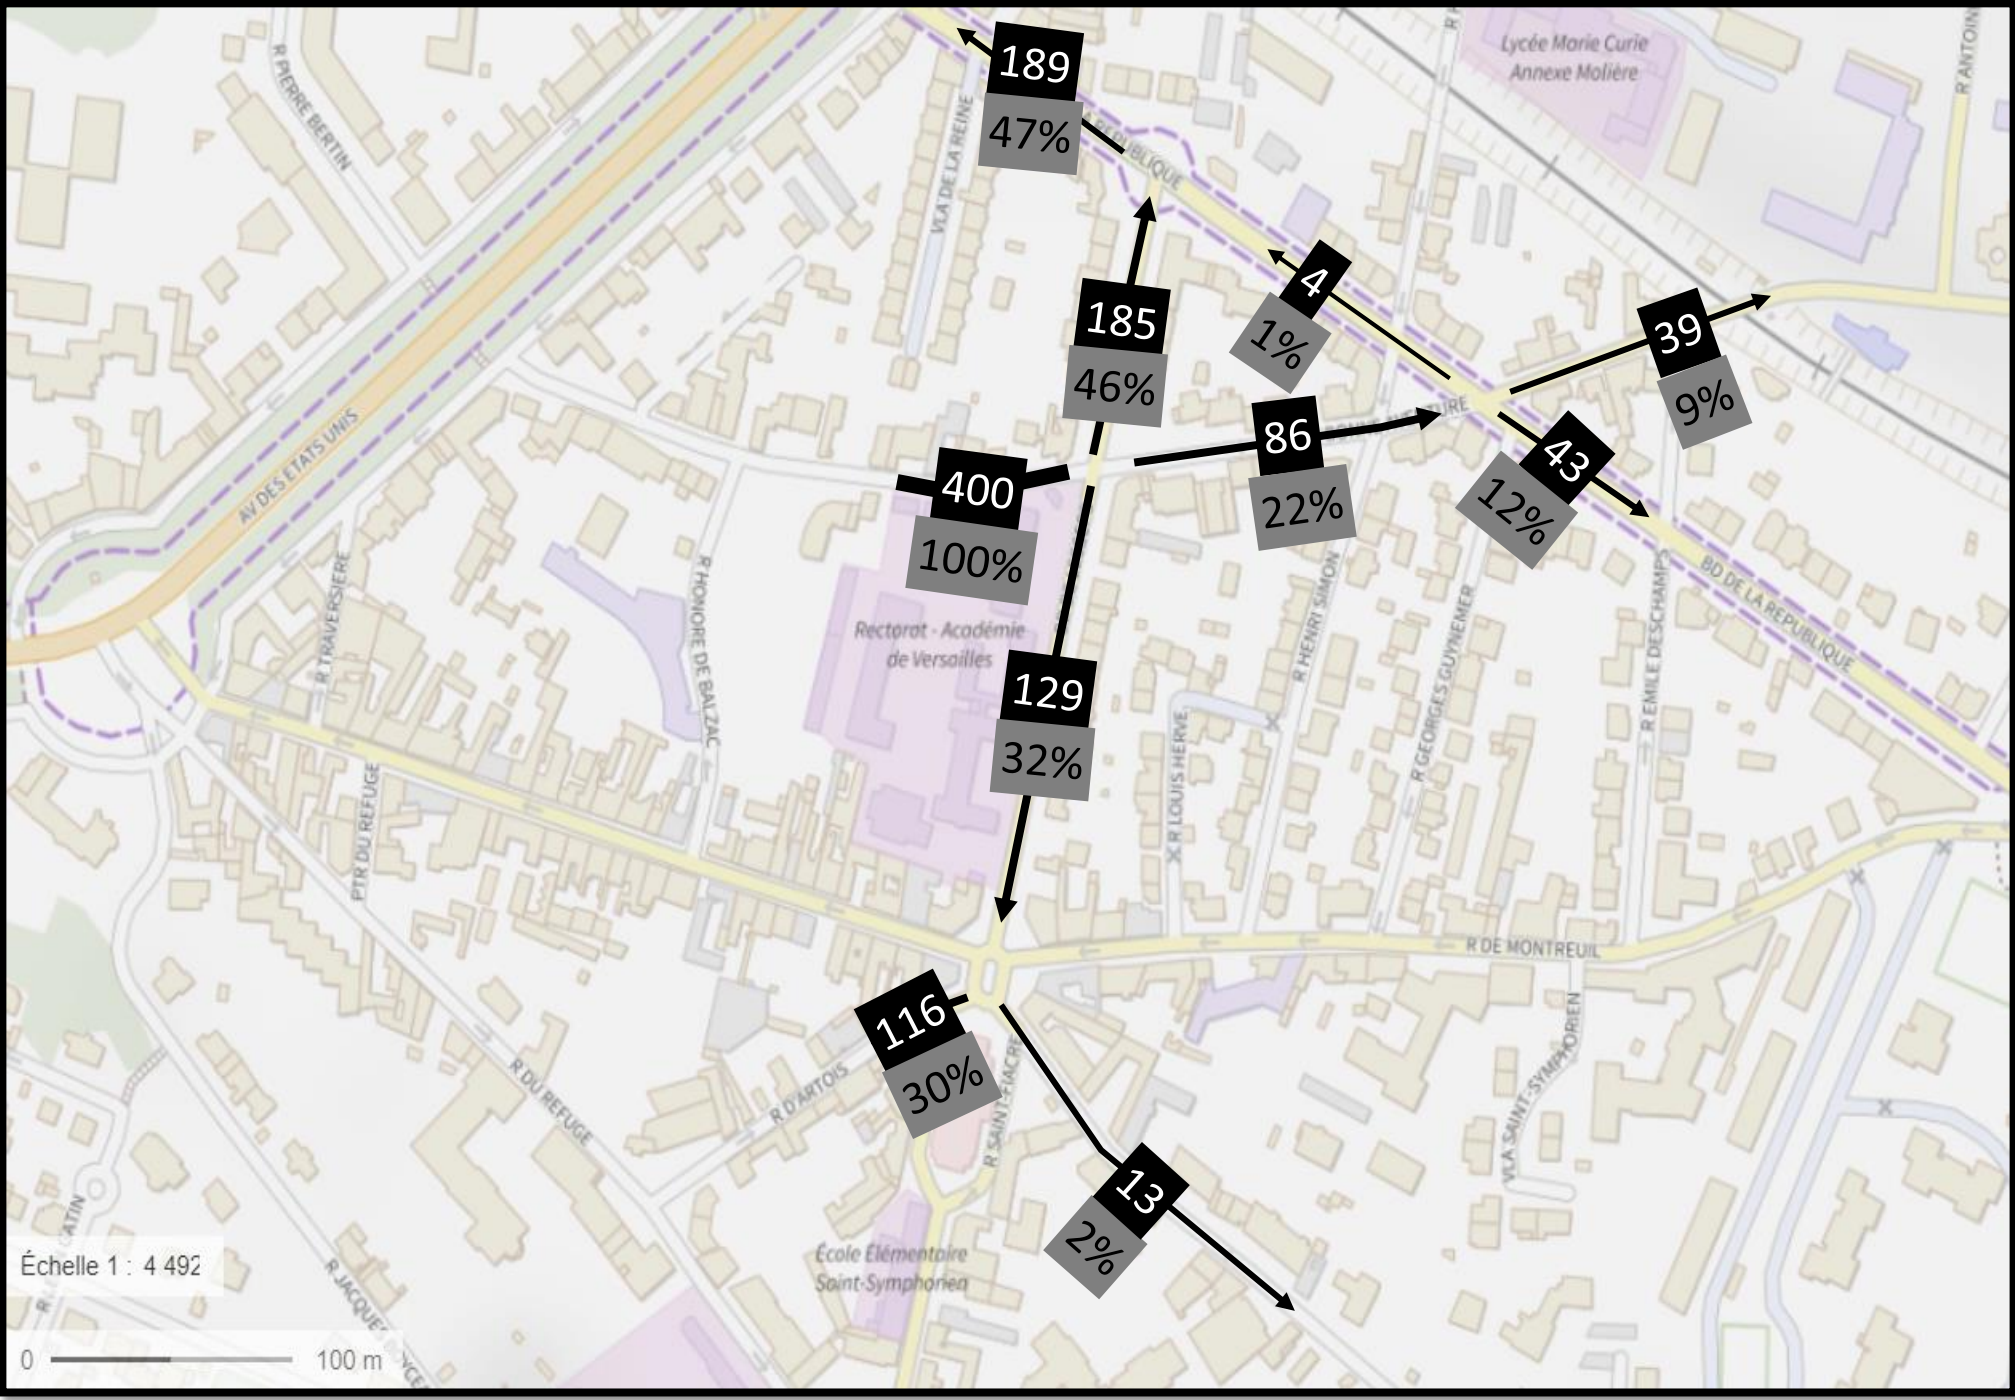 R PIERRE BERTIN
189
47%
Lycée Marie Curie
Annexe Molière
R ANTOIN
VLA DE LA REINE
REPUBLIQUE
185
46%
4
1%
39
9%
86
22%
43
12%
AV DES ETATS UNIS
400
100%
R TRAVERSIERE
R HONORE DE BALZAC
Rectorat - Académie
de Versailles
129
32%
R HENRI SIMON
R GEORGES GUYNEMER
R EMILE DESCHAMPS
BD DE LA REPUBLIQUE
R LOUIS HERVE
PTR DU REFUGE
R DE MONTREUIL
116
30%
R D'ARTOIS
R SAINT-FIACRE
R DU REFUGE
VLA SAINT-SYMPHORIEN
13
2%
École Elémentaire
Saint-Symphorien
Échelle 1 : 4 492
R JACQUES
0
100 m